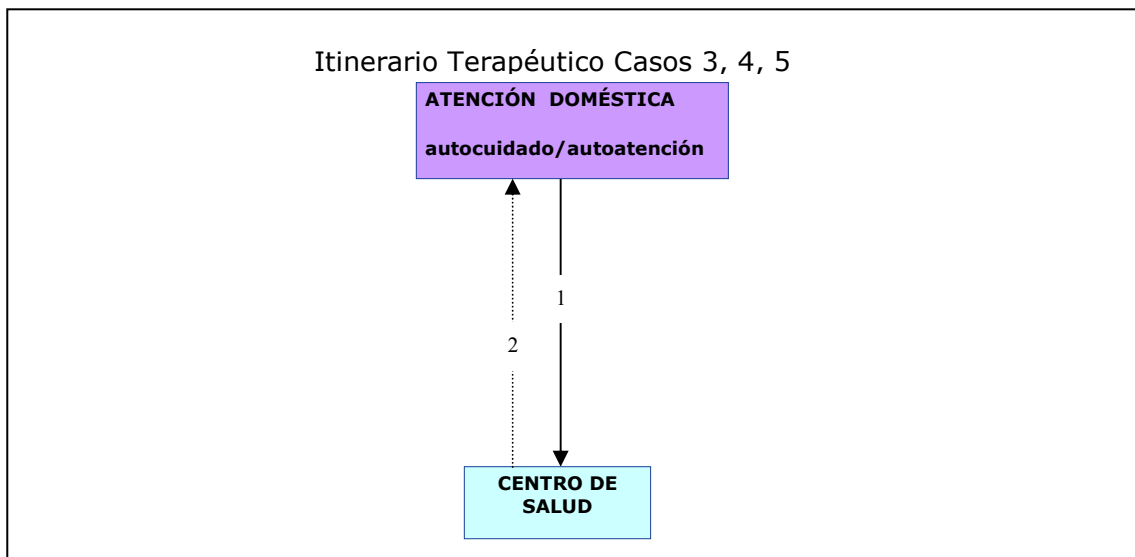 Itinerario Terapéutico Casos 3, 4, 5
ATENCIÓN DOMÉSTICA
autocuidado/autoatención
1
2
CENTRO DE
SALUD